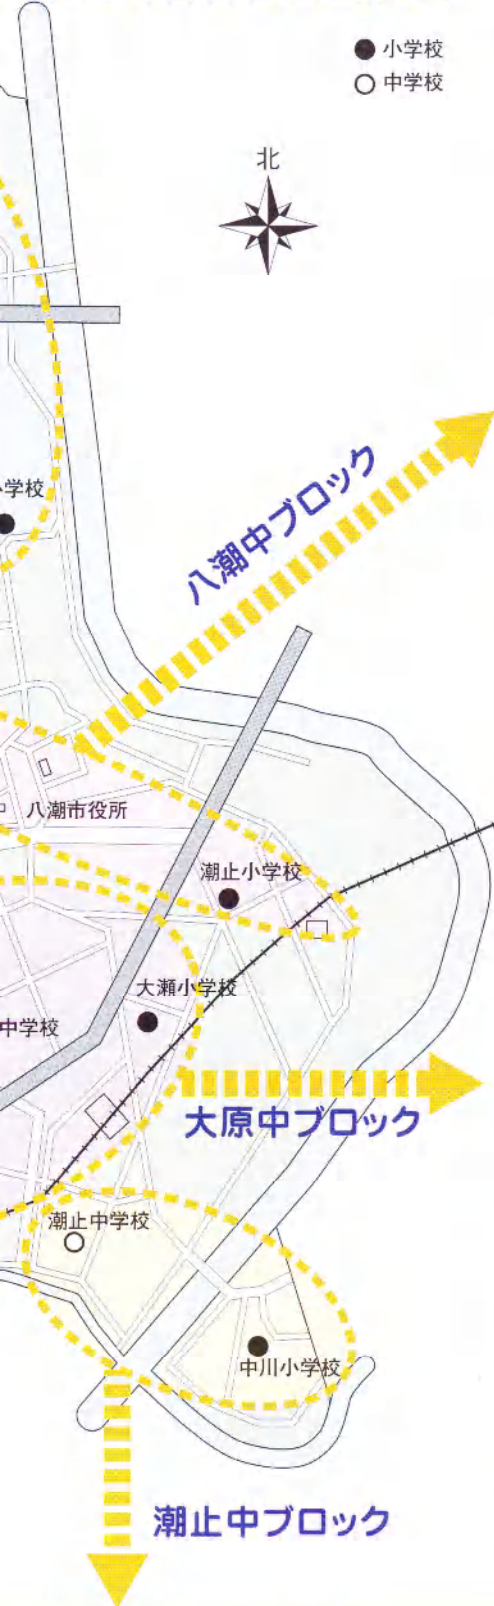 小学校
中学校
北
小学校
八潮中ブロック
八潮市役所
潮止小学校
大瀬小学校
中学校
大原中ブロック
潮止中学校
中川小学校
潮止中ブロック